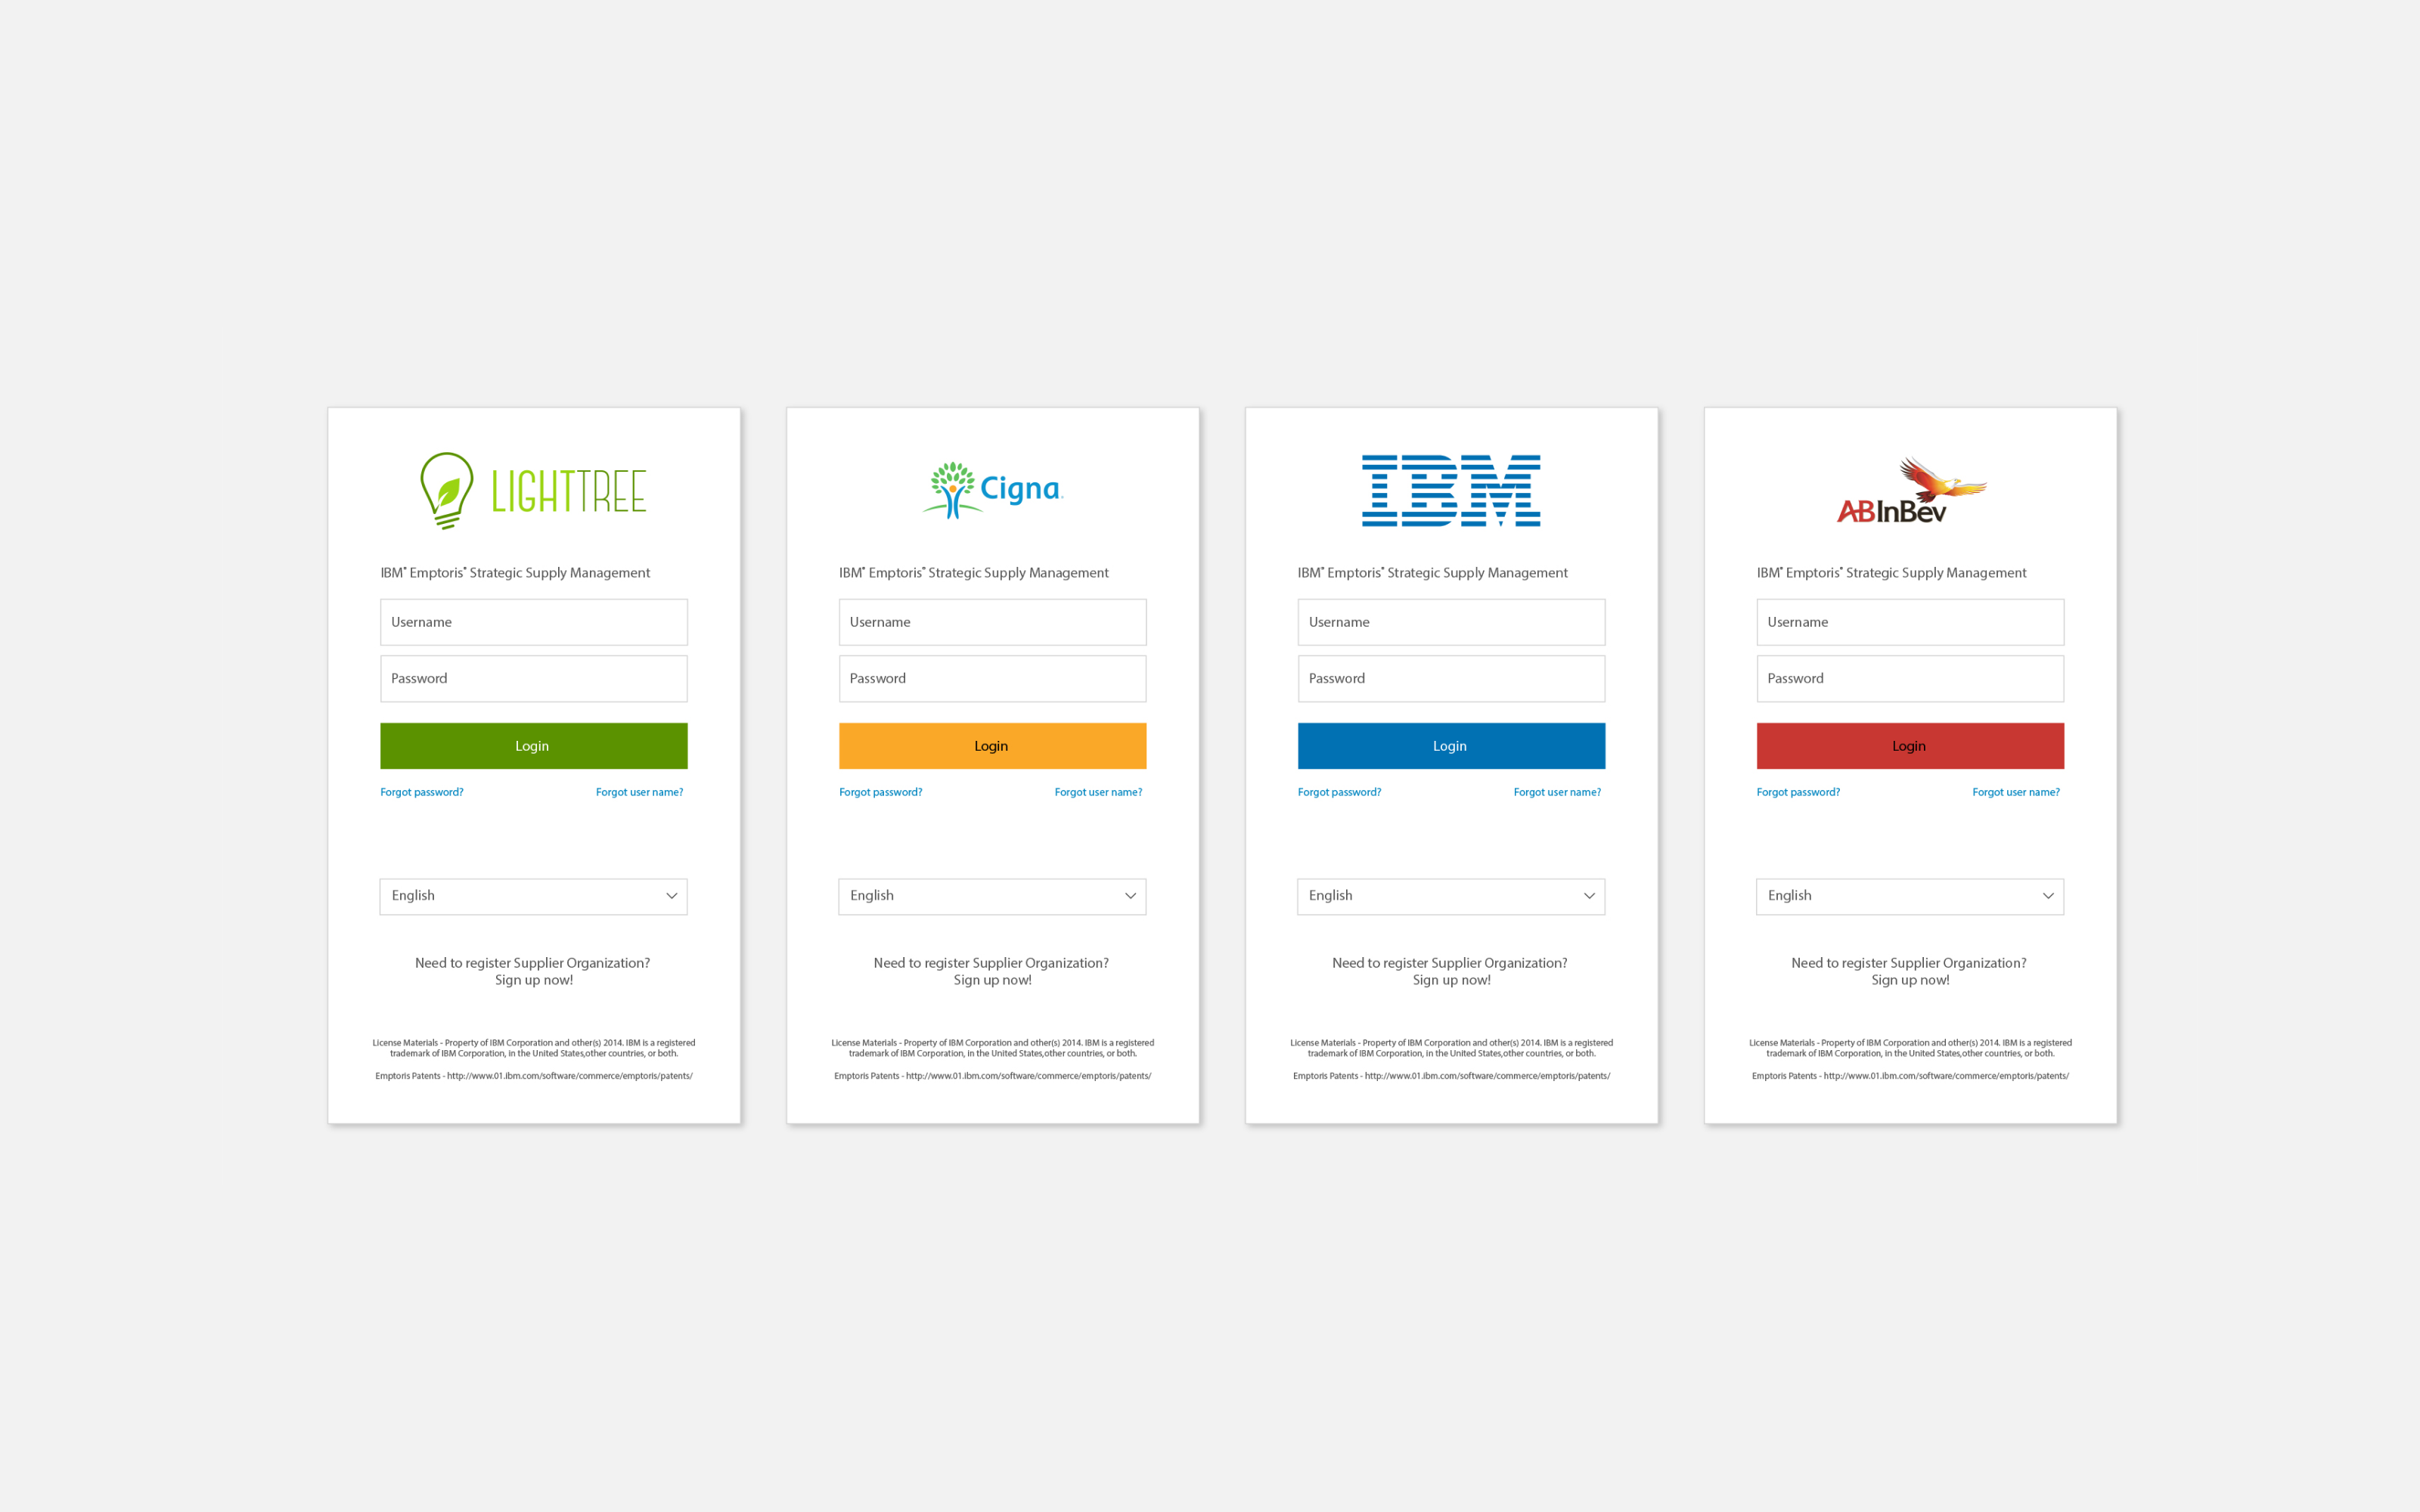 LIGHTTREE
IBM® Emptoris® Strategic Supply Management
Username
Password
Login
Forgot password? Forgot user name?
English
Need to register Supplier Organization?
Sign up now!
License Materials - Property of IBM Corporation and other(s) 2014. IBM is a registered
trademark of IBM Corporation, in the United States,other countries, or both.
Emptoris Patents - http://www.01.ibm.com/software/commerce/emptoris/patents/
Cigna
IBM® Emptoris® Strategic Supply Management
Username
Password
Login
Forgot password? Forgot user name?
English
Need to register Supplier Organization?
Sign up now!
License Materials - Property of IBM Corporation and other(s) 2014. IBM is a registered
trademark of IBM Corporation, in the United States,other countries, or both.
Emptoris Patents - http://www.01.ibm.com/software/commerce/emptoris/patents/
IBM
IBM® Emptoris® Strategic Supply Management
Username
Password
Login
Forgot password? Forgot user name?
English
Need to register Supplier Organization?
Sign up now!
License Materials - Property of IBM Corporation and other(s) 2014. IBM is a registered
trademark of IBM Corporation, in the United States,other countries, or both.
Emptoris Patents - http://www.01.ibm.com/software/commerce/emptoris/patents/
ABInBev
IBM® Emptoris® Strategic Supply Management
Username
Password
Login
Forgot password? Forgot user name?
English
Need to register Supplier Organization?
Sign up now!
License Materials - Property of IBM Corporation and other(s) 2014. IBM is a registered
trademark of IBM Corporation, in the United States,other countries, or both.
Emptoris Patents - http://www.01.ibm.com/software/commerce/emptoris/patents/